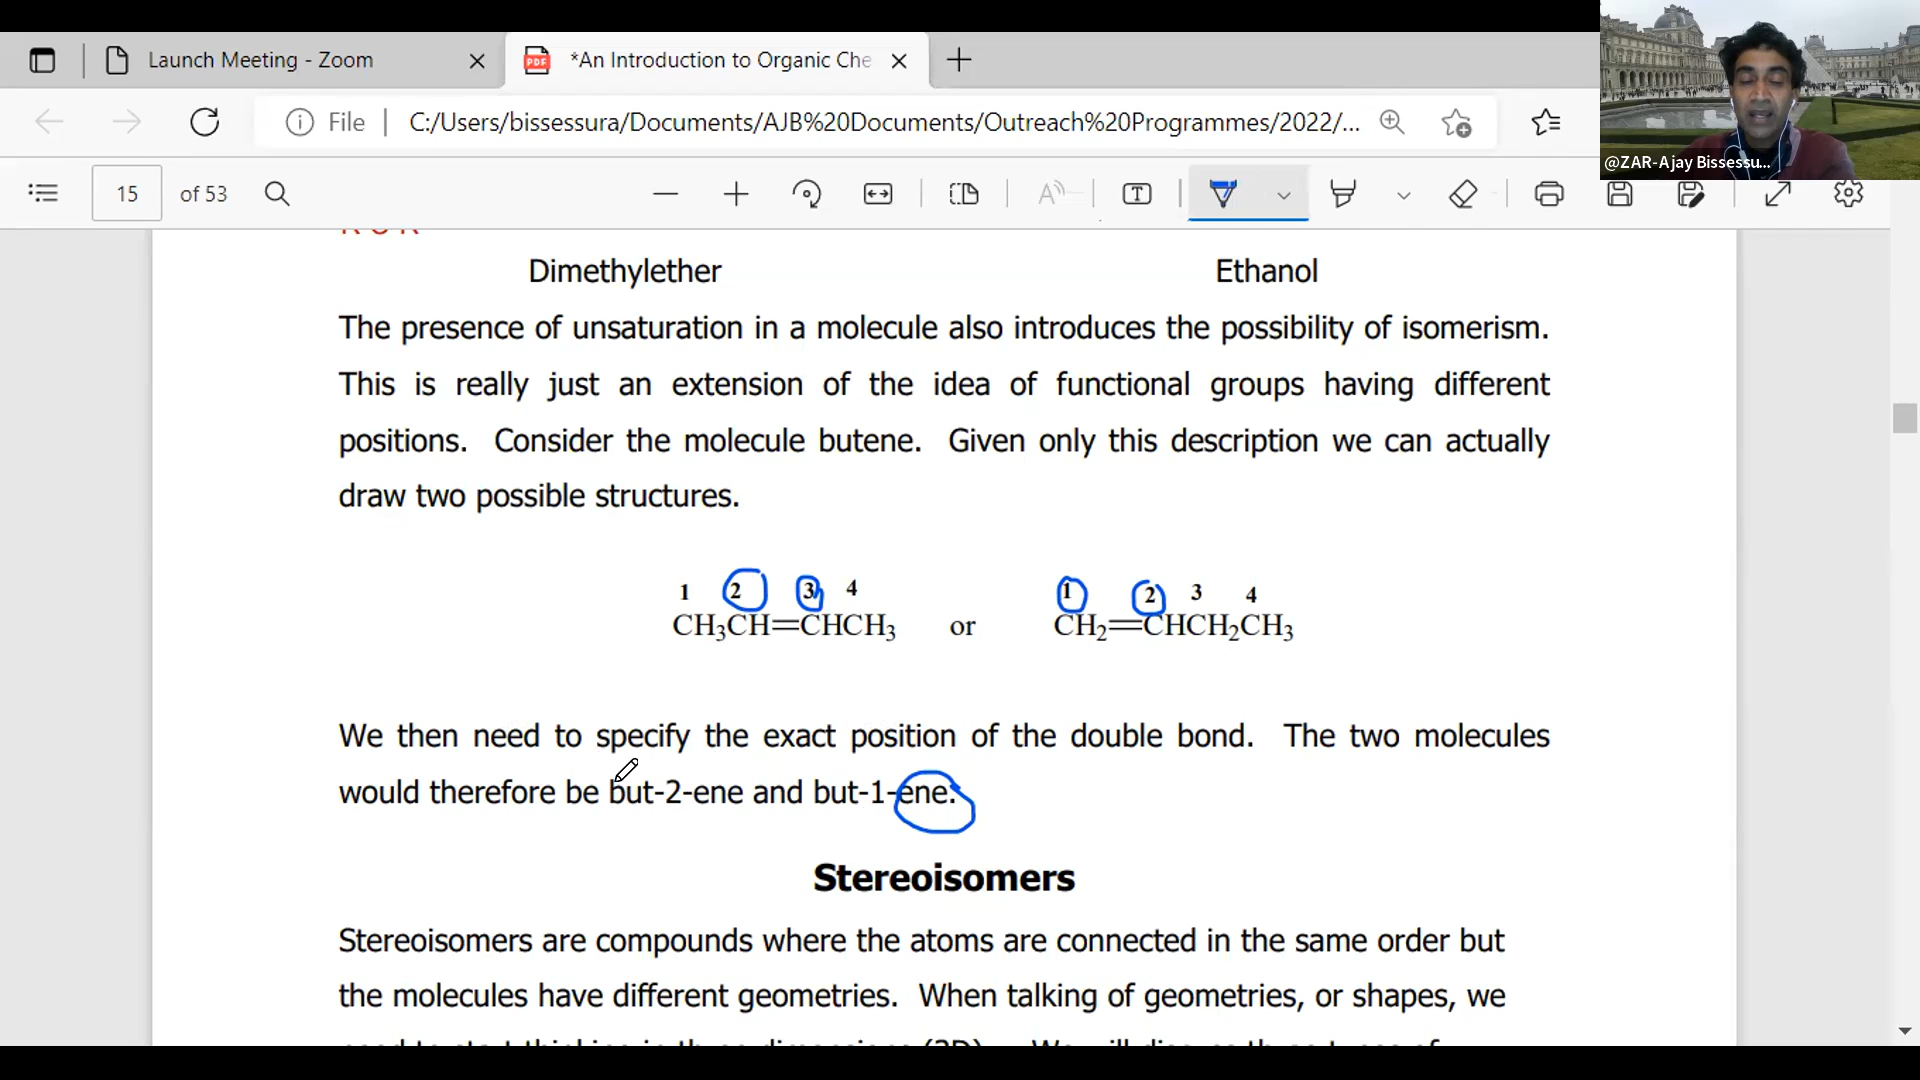 Launch Meeting - Zoom
*An Introduction to Organic Che
File
C:/Users/bissessura/Documents/AJB%20Documents/Outreach%20Programmes/2022/...
@ZAR-Ajay Bissessu...
15 of 53
Dimethylether Ethanol
The presence of unsaturation in a molecule also introduces the possibility of isomerism.
This is really just an extension of the idea of functional groups having different
positions. Consider the molecule butene. Given only this description we can actually
draw two possible structures.
1 2 3 4 1 2 3 4
CH₃CH=CHCH₃ or CH₂=CHCH₂CH₃
We then need to specify the exact position of the double bond. The two molecules
would therefore be but-2-ene and but-1-ene.
Stereoisomers
Stereoisomers are compounds where the atoms are connected in the same order but
the molecules have different geometries. When talking of geometries, or shapes, we